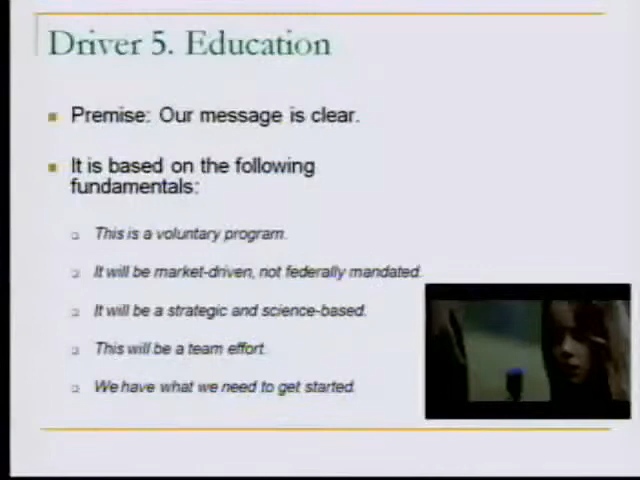 Driver 5. Education
Premise: Our message is clear.
It is based on the following
fundamentals:
This is a voluntary program.
It will be market-driven, not federally mandated.
It will be a strategic and science-based.
This will be a team effort.
We have what we need to get started.